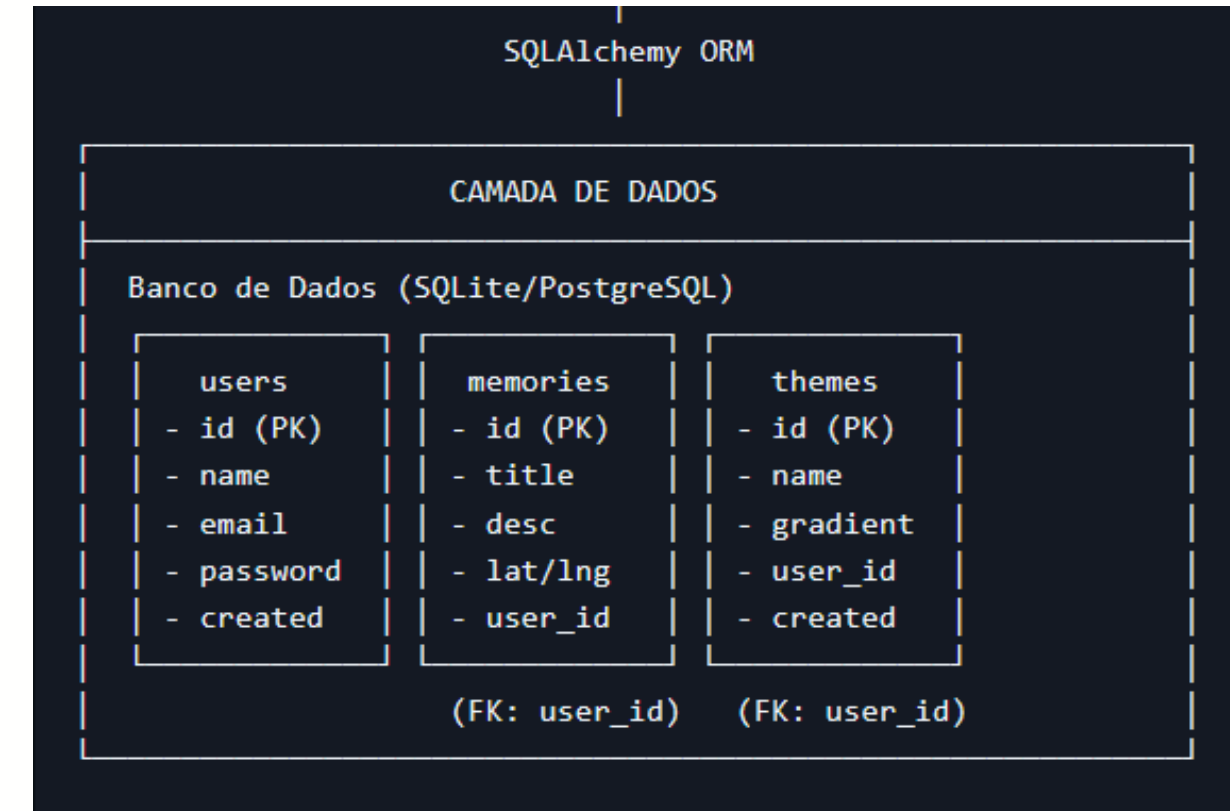 SQLAlchemy ORM
CAMADA DE DADOS
Banco de Dados (SQLite/PostgreSQL)
users memories themes
- id (PK) - id (PK) - id (PK)
- name - title - name
- email - desc - gradient
- password - lat/lng - user_id
- created - user_id - created
(FK: user_id) (FK: user_id)